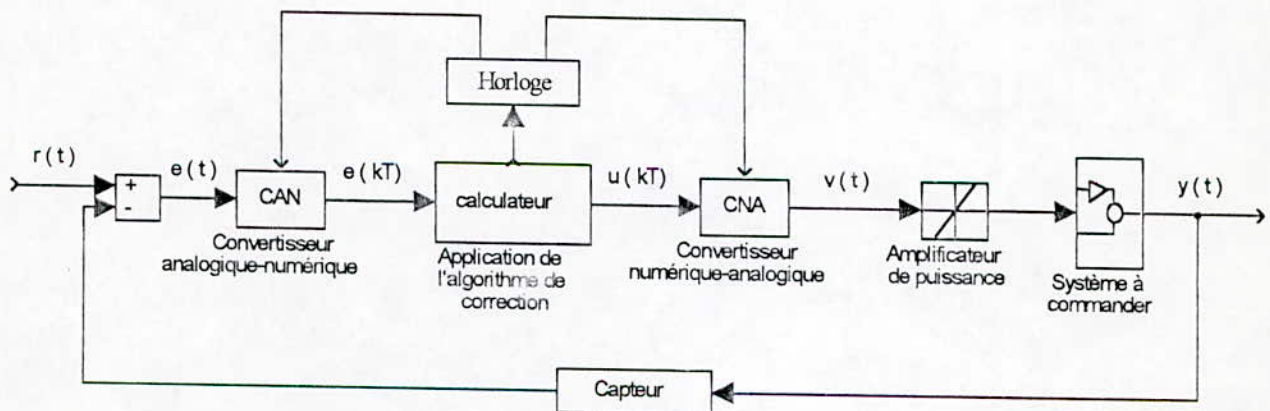 Horloge
r(t)
+
-
e(t)
CAN
Convertisseur
analogique-numérique
e(kT)
calculateur
Application de
l'algorithme de
correction
u(kT)
CNA
Convertisseur
numérique-analogique
v(t)
Amplificateur
de puissance
Système à
commander
y(t)
Capteur